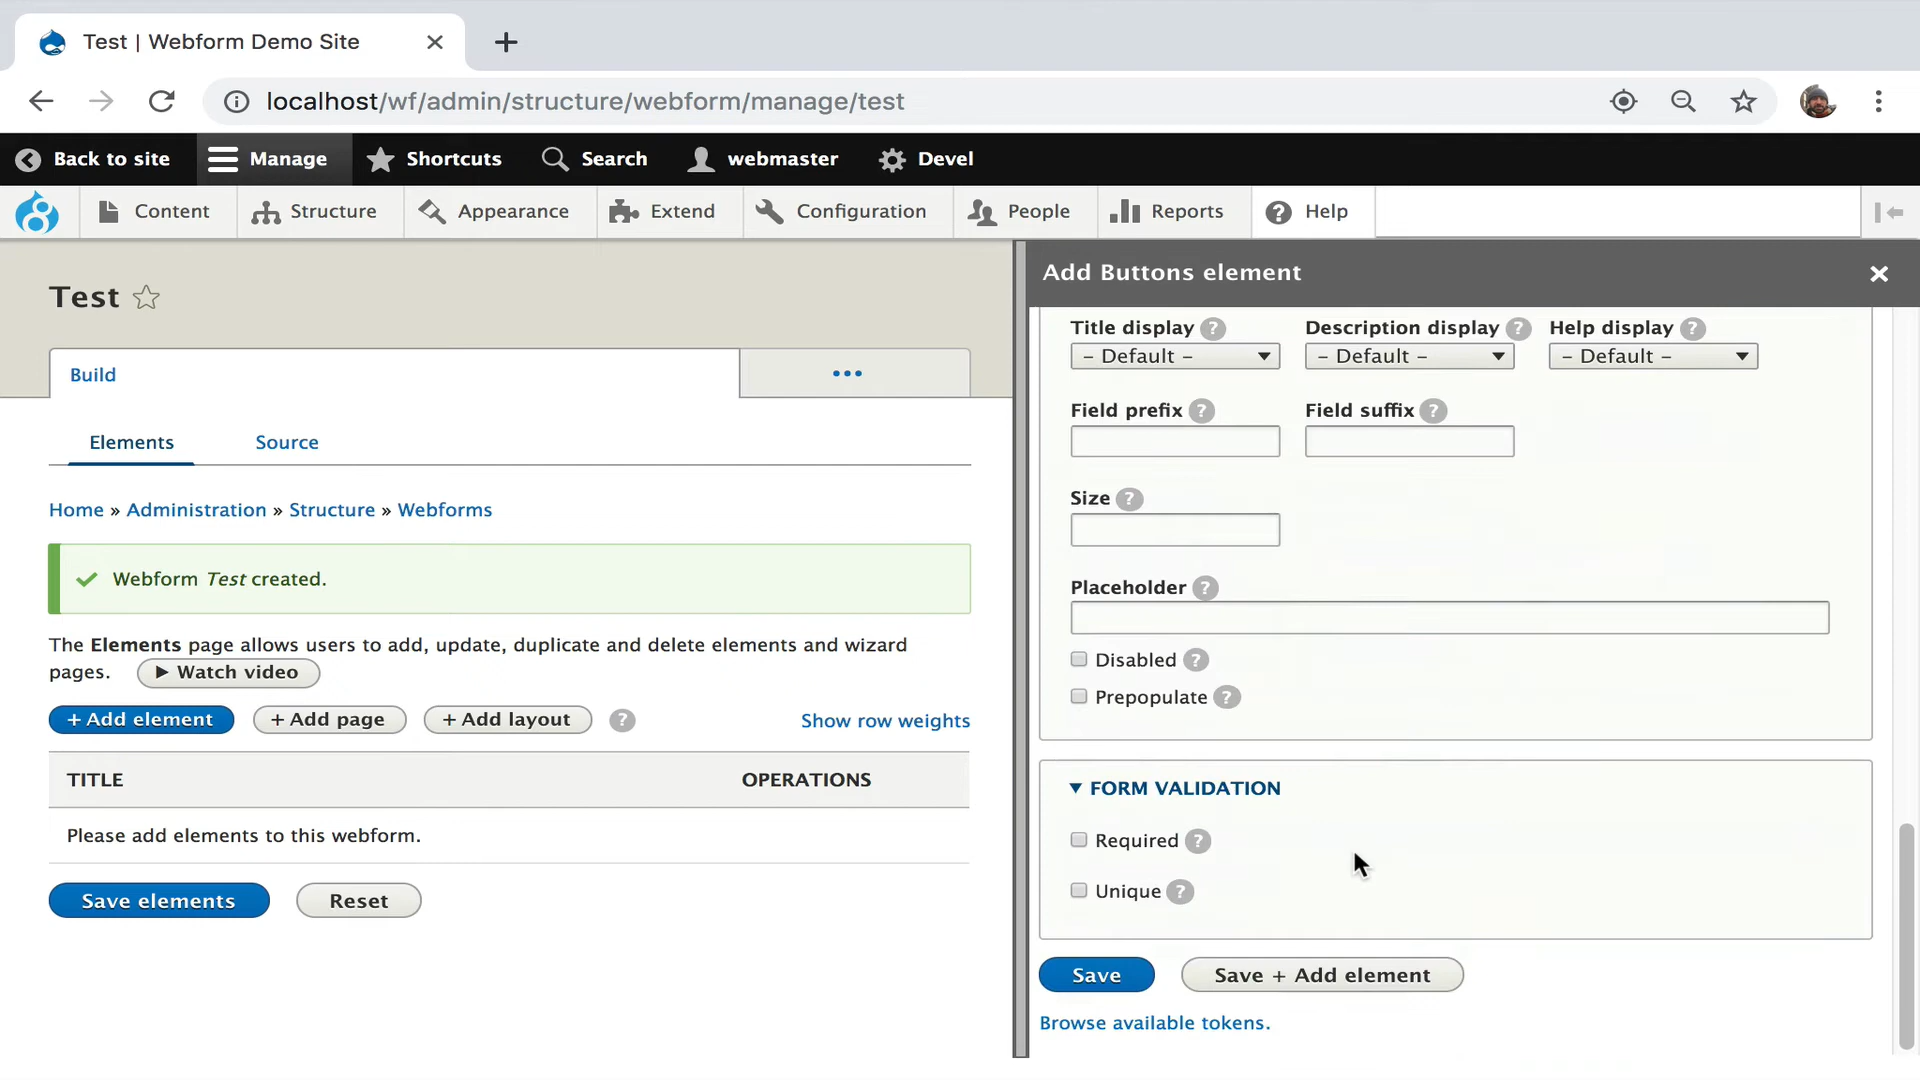 Test | Webform Demo Site
localhost/wf/admin/structure/webform/manage/test
Back to site Manage Shortcuts Search webmaster Devel
Content Structure Appearance Extend Configuration People Reports Help
Test
Build
Elements Source
Home » Administration » Structure » Webforms
Webform Test created.
The Elements page allows users to add, update, duplicate and delete elements and wizard
pages. Watch video
+ Add element + Add page + Add layout ? Show row weights
TITLE OPERATIONS
Please add elements to this webform.
Save elements Reset
Add Buttons element
Title display ? Description display ? Help display ?
– Default – – Default – – Default –
Field prefix ? Field suffix ?
Size ?
Placeholder ?
Disabled ?
Prepopulate ?
FORM VALIDATION
Required ?
Unique ?
Save Save + Add element
Browse available tokens.